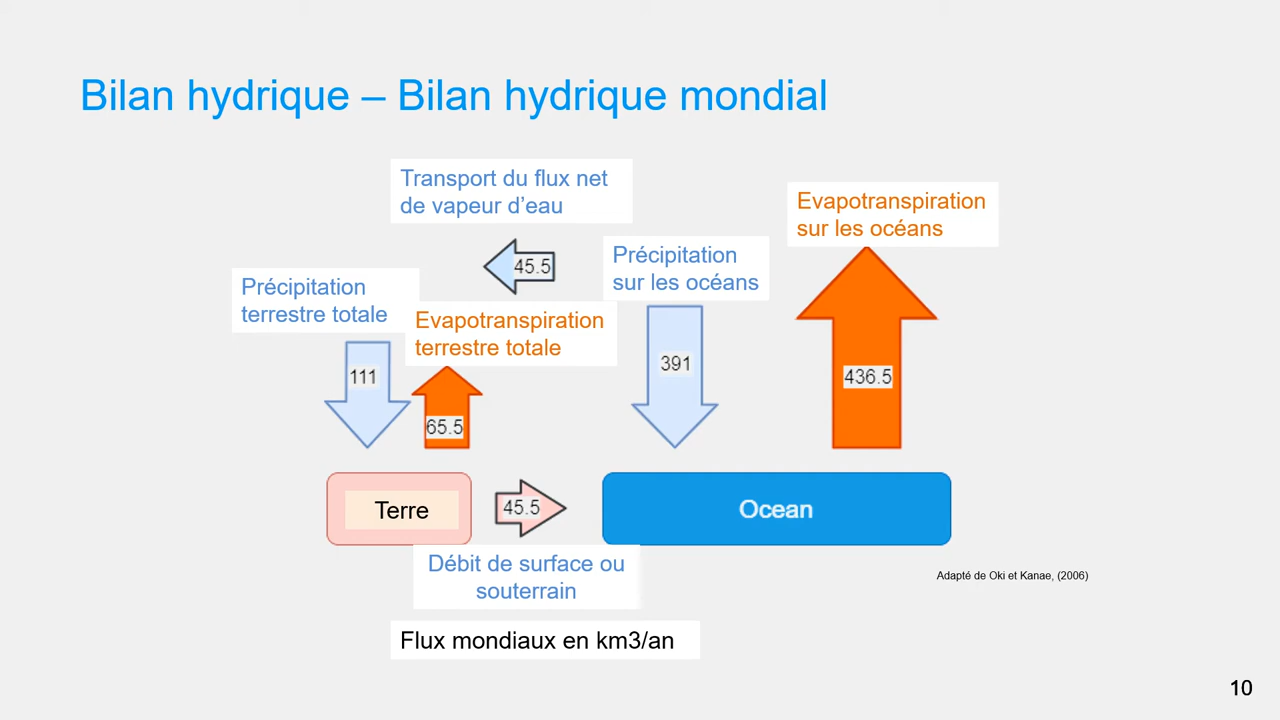 Bilan hydrique – Bilan hydrique mondial
Transport du flux net
de vapeur d’eau
45.5
Evapotranspiration
sur les océans
Précipitation
sur les océans
Précipitation
terrestre totale
Evapotranspiration
terrestre totale
111
65.5
391
436.5
Terre
45.5
Ocean
Débit de surface ou
souterrain
Adapté de Oki et Kanae, (2006)
Flux mondiaux en km3/an
10